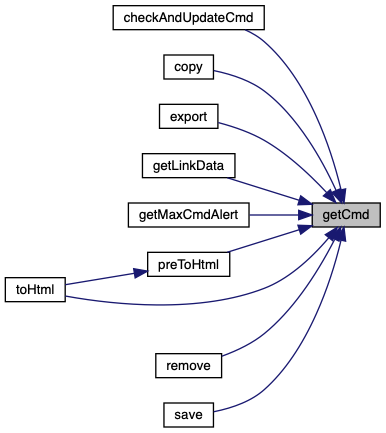 checkAndUpdateCmd
copy
export
getLinkData
getMaxCmdAlert
getCmd
preToHtml
toHtml
remove
save